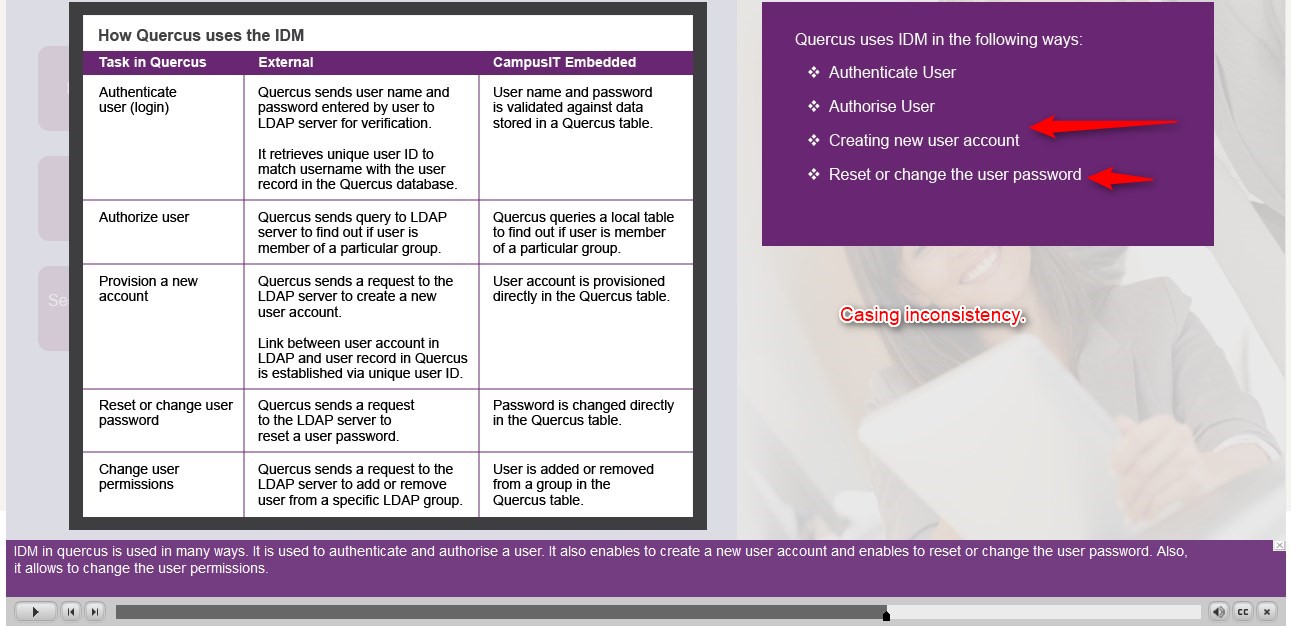 How Quercus uses the IDM
Task in Quercus External CampusIT Embedded
Authenticate
user (login)
Quercus sends user name and
password entered by user to
LDAP server for verification.
It retrieves unique user ID to
match username with the user
record in the Quercus database.
User name and password
is validated against data
stored in a Quercus table.
Authorize user
Quercus sends query to LDAP
server to find out if user is
member of a particular group.
Quercus queries a local table
to find out if user is member
of a particular group.
Provision a new
account
Quercus sends a request to the
LDAP server to create a new
user account.
Link between user account in
LDAP and user record in Quercus
is established via unique user ID.
User account is provisioned
directly in the Quercus table.
Reset or change user
password
Quercus sends a request
to the LDAP server to
reset a user password.
Password is changed directly
in the Quercus table.
Change user
permissions
Quercus sends a request to the
LDAP server to add or remove
user from a specific LDAP group.
User is added or removed
from a group in the
Quercus table.
Se
Quercus uses IDM in the following ways:
❖ Authenticate User
❖ Authorise User
❖ Creating new user account
❖ Reset or change the user password
Casing inconsistency.
IDM in quercus is used in many ways. It is used to authenticate and authorise a user. It also enables to create a new user account and enables to reset or change the user password. Also,
it allows to change the user permissions.
CC